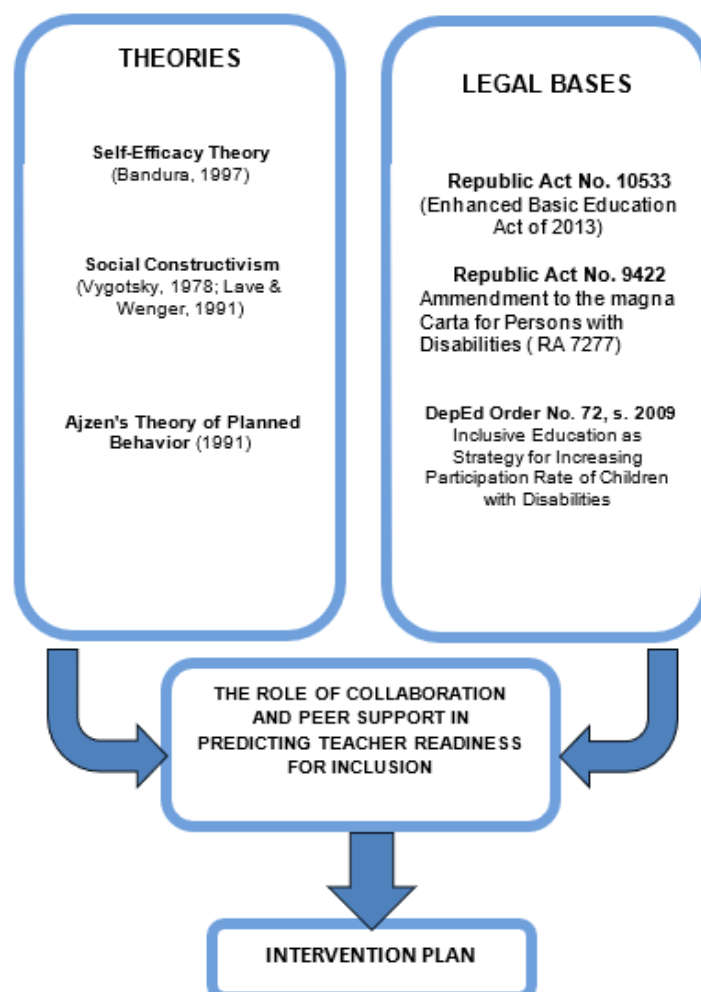 THEORIES
Self-Efficacy Theory
(Bandura, 1997)
Social Constructivism
(Vygotsky, 1978; Lave &
Wenger, 1991)
Ajzen's Theory of Planned
Behavior (1991)
LEGAL BASES
Republic Act No. 10533
(Enhanced Basic Education
Act of 2013)
Republic Act No. 9422
Ammendment to the magna
Carta for Persons with
Disabilities ( RA 7277)
DepEd Order No. 72, s. 2009
Inclusive Education as
Strategy for Increasing
Participation Rate of Children
with Disabilities
THE ROLE OF COLLABORATION
AND PEER SUPPORT IN
PREDICTING TEACHER READINESS
FOR INCLUSION
INTERVENTION PLAN